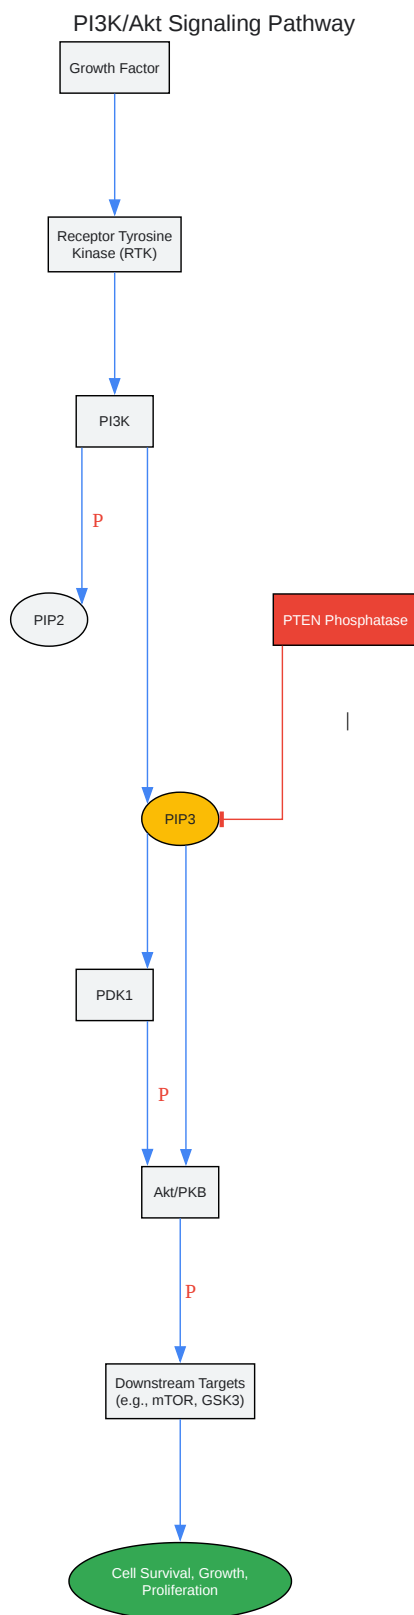 PI3K/Akt Signaling Pathway
Growth Factor
Receptor Tyrosine
Kinase (RTK)
PI3K
P
PIP2
PTEN Phosphatase
|
PIP3
PDK1
P
Akt/PKB
P
Downstream Targets
(e.g., mTOR, GSK3)
Cell Survival, Growth,
Proliferation